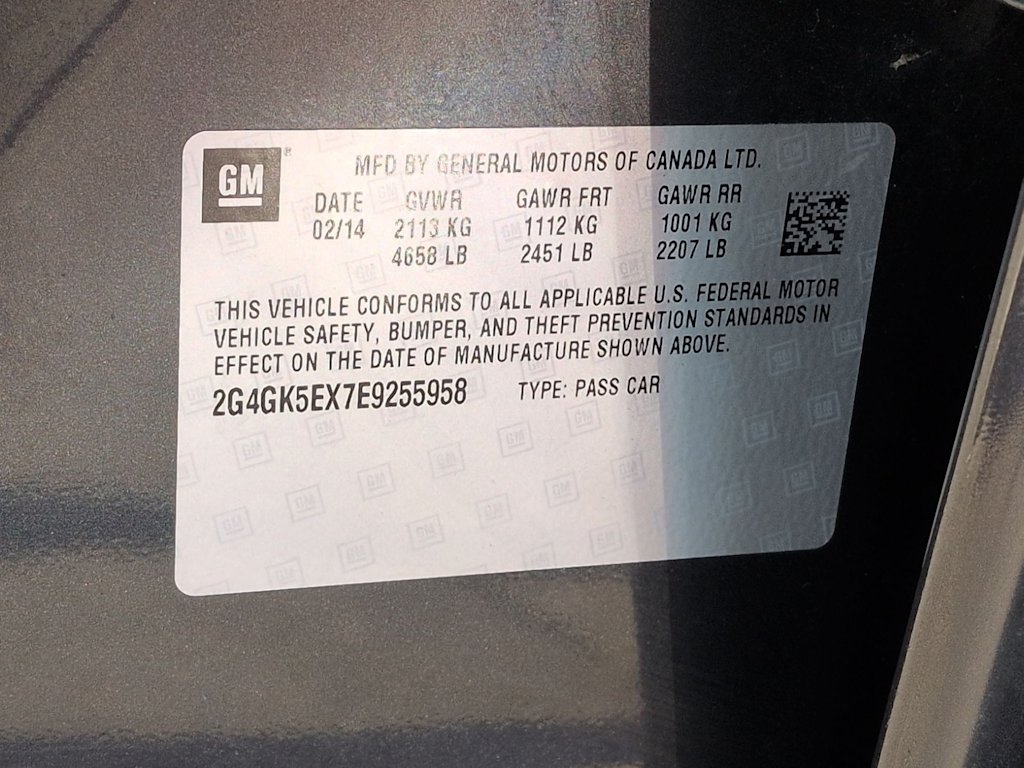 GM®
MFD BY GENERAL MOTORS OF CANADA LTD.
DATE GVWR GAWR FRT GAWR RR
02/14 2113 KG 1112 KG 1001 KG
4658 LB 2451 LB 2207 LB
THIS VEHICLE CONFORMS TO ALL APPLICABLE U.S. FEDERAL MOTOR
VEHICLE SAFETY, BUMPER, AND THEFT PREVENTION STANDARDS IN
EFFECT ON THE DATE OF MANUFACTURE SHOWN ABOVE.
2G4GK5EX7E9255958 TYPE: PASS CAR